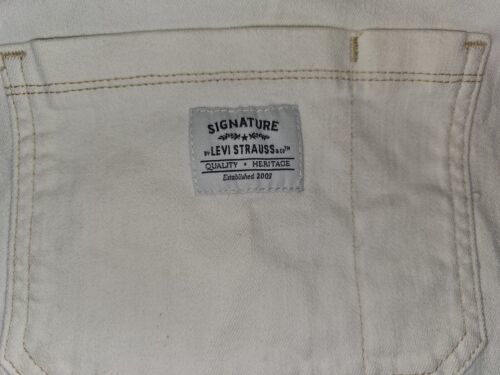 SIGNATURE
BY LEVI STRAUSS & CO™
QUALITY • HERITAGE
Established 2003